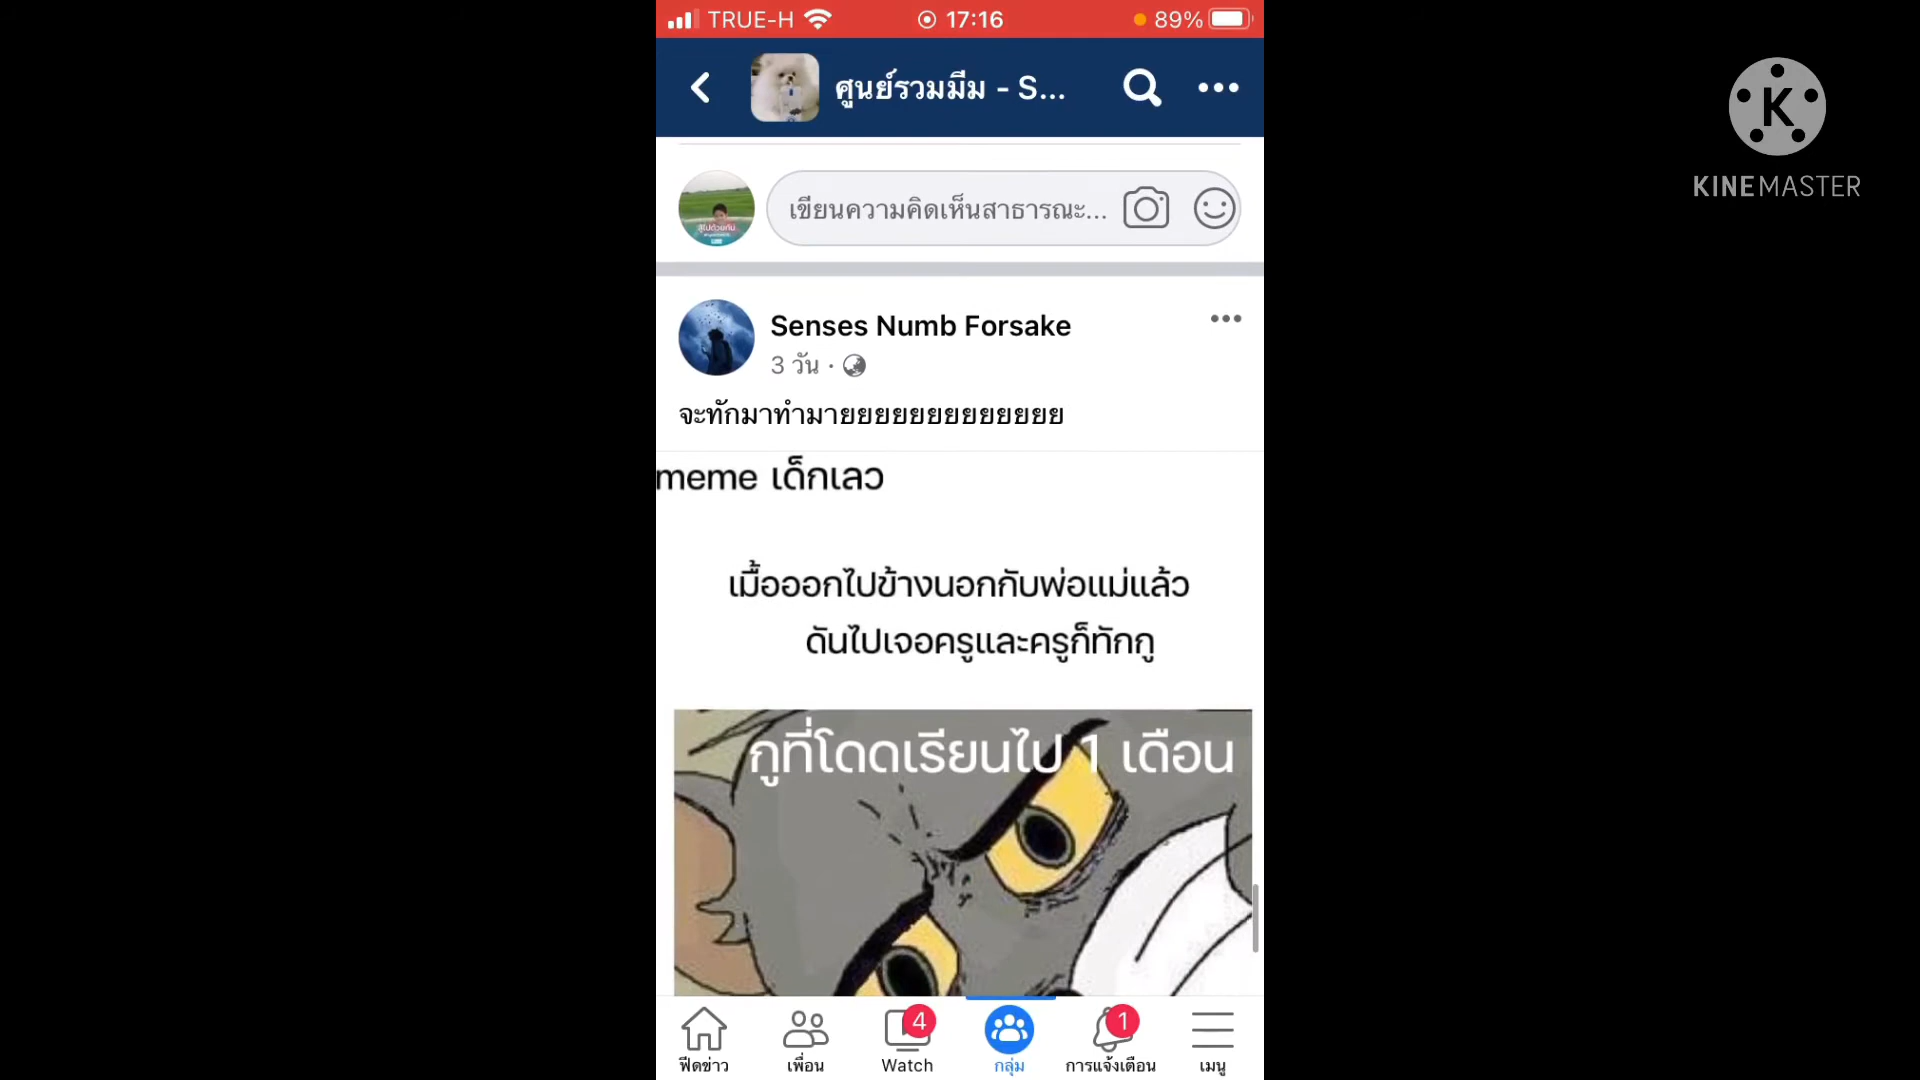 TRUE-H
17:16
89%
ศูนย์รวมมีม - S...
K
KINEMASTER
เขียนความคิดเห็นสาธารณะ...
Senses Numb Forsake
3 วัน ·
จะทักมาทำมายยยยยยยยยยยยย
meme เด็กเลว
เมื้อออกไปข้างนอกกับพ่อแม่แล้ว
ดันไปเจอครูและครูก็ทักกู
กูที่โดดเรียนไป 1 เดือน
4
1
ฟีดข่าว
เพื่อน
Watch
กลุ่ม
การแจ้งเตือน
เมนู